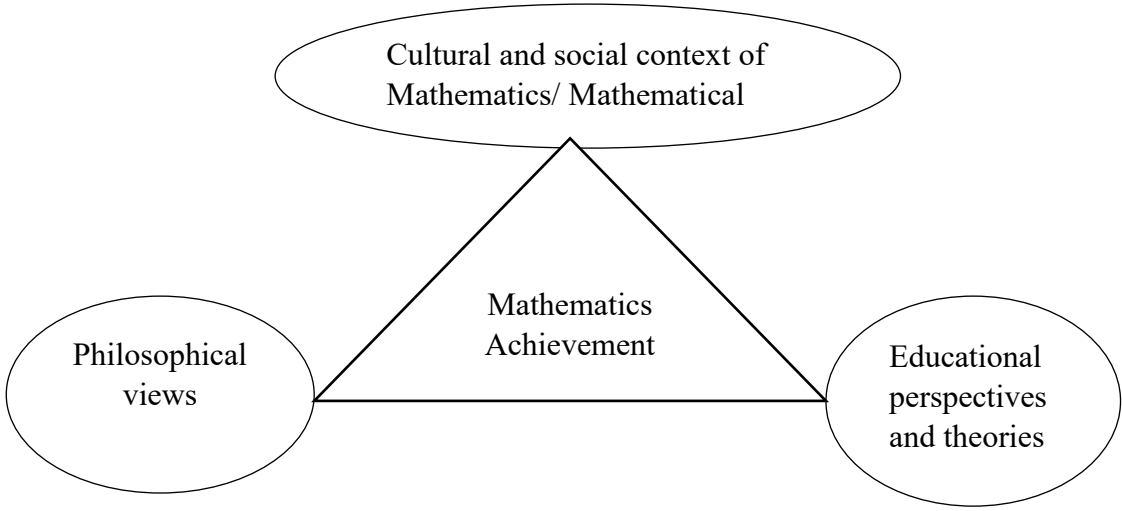 Cultural and social context of
Mathematics/ Mathematical
Mathematics
Achievement
Philosophical
views
Educational
perspectives
and theories